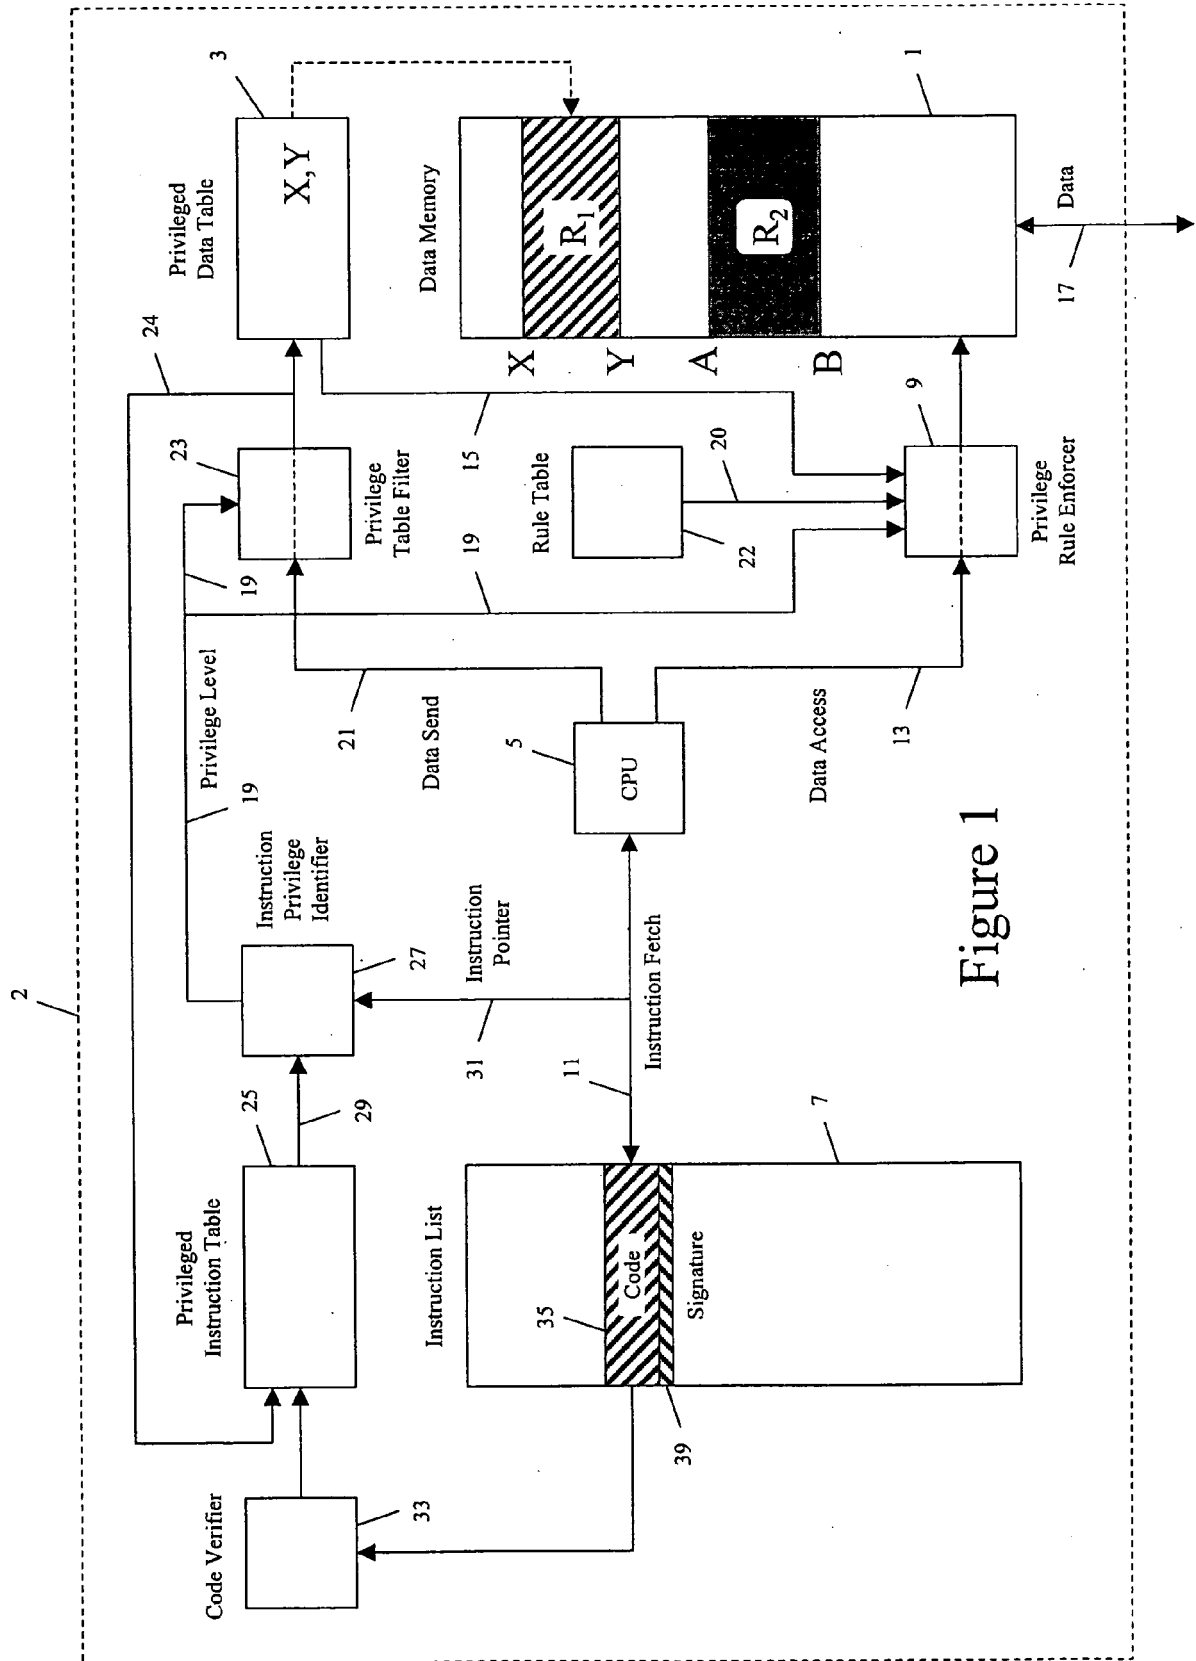 2
Code Verifier
33
Privileged
Instruction Table
25
29
Instruction
Privilege
Identifier
27
19
Privilege Level
19
24
23
Privilege
Table Filter
Privileged
Data Table
3
X,Y
Instruction List
35
Code
39
Signature
7
11
Instruction Fetch
31
Instruction
Pointer
5
CPU
21
Data Send
Data Access
13
19
15
Rule Table
22
20
9
Privilege
Rule Enforcer
Data Memory
X
R1
Y
A
R2
B
1
17
Data
Figure 1